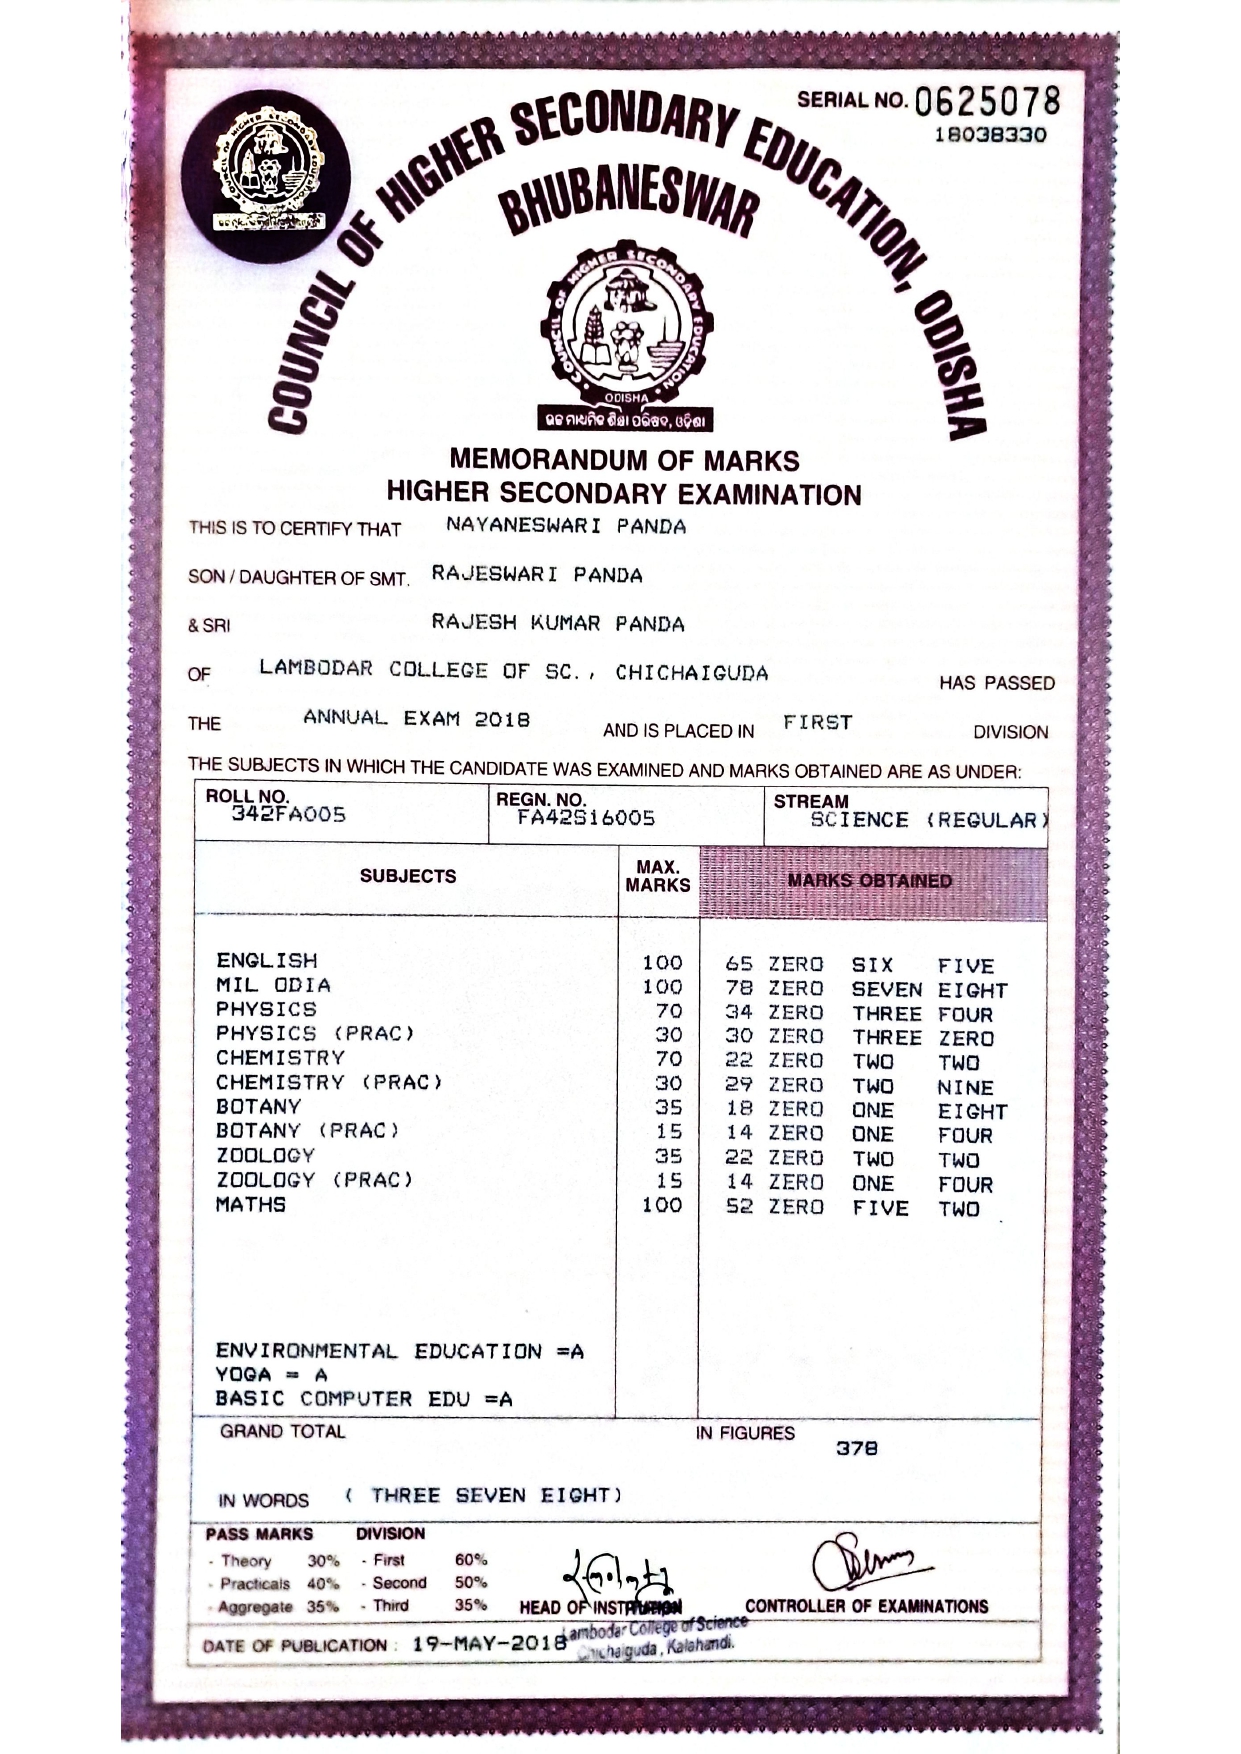 SERIAL NO. 0625078
18038330
COUNCIL OF HIGHER SECONDARY EDUCATION, ODISHA
BHUBANESWAR
COUNCIL OF HIGHER SECONDARY EDUCATION
ODISHA
ଉଚ୍ଚ ମାଧ୍ୟମିକ ଶିକ୍ଷା ପରିଷଦ, ଓଡ଼ିଶା
MEMORANDUM OF MARKS
HIGHER SECONDARY EXAMINATION
THIS IS TO CERTIFY THAT NAYANESWARI PANDA
SON / DAUGHTER OF SMT. RAJESWARI PANDA
& SRI RAJESH KUMAR PANDA
OF LAMBODAR COLLEGE OF SC., CHICHAIGUDA HAS PASSED
THE ANNUAL EXAM 2018 AND IS PLACED IN FIRST DIVISION
THE SUBJECTS IN WHICH THE CANDIDATE WAS EXAMINED AND MARKS OBTAINED ARE AS UNDER:
ROLL NO. REGN. NO. STREAM
342FA005 FA42S16005 SCIENCE (REGULAR)
SUBJECTS MAX. MARKS MARKS OBTAINED
ENGLISH 100 65 ZERO SIX FIVE
MIL ODIA 100 78 ZERO SEVEN EIGHT
PHYSICS 70 34 ZERO THREE FOUR
PHYSICS (PRAC) 30 30 ZERO THREE ZERO
CHEMISTRY 70 22 ZERO TWO TWO
CHEMISTRY (PRAC) 30 29 ZERO TWO NINE
BOTANY 35 18 ZERO ONE EIGHT
BOTANY (PRAC) 15 14 ZERO ONE FOUR
ZOOLOGY 35 22 ZERO TWO TWO
ZOOLOGY (PRAC) 15 14 ZERO ONE FOUR
MATHS 100 52 ZERO FIVE TWO
ENVIRONMENTAL EDUCATION =A
YOGA = A
BASIC COMPUTER EDU =A
GRAND TOTAL IN FIGURES 378
IN WORDS ( THREE SEVEN EIGHT)
PASS MARKS DIVISION
- Theory 30% - First 60%
- Practicals 40% - Second 50%
- Aggregate 35% - Third 35%
HEAD OF INSTITUTION CONTROLLER OF EXAMINATIONS
Lambodar College of Science
Chichaiguda, Kalahandi.
DATE OF PUBLICATION : 19-MAY-2018